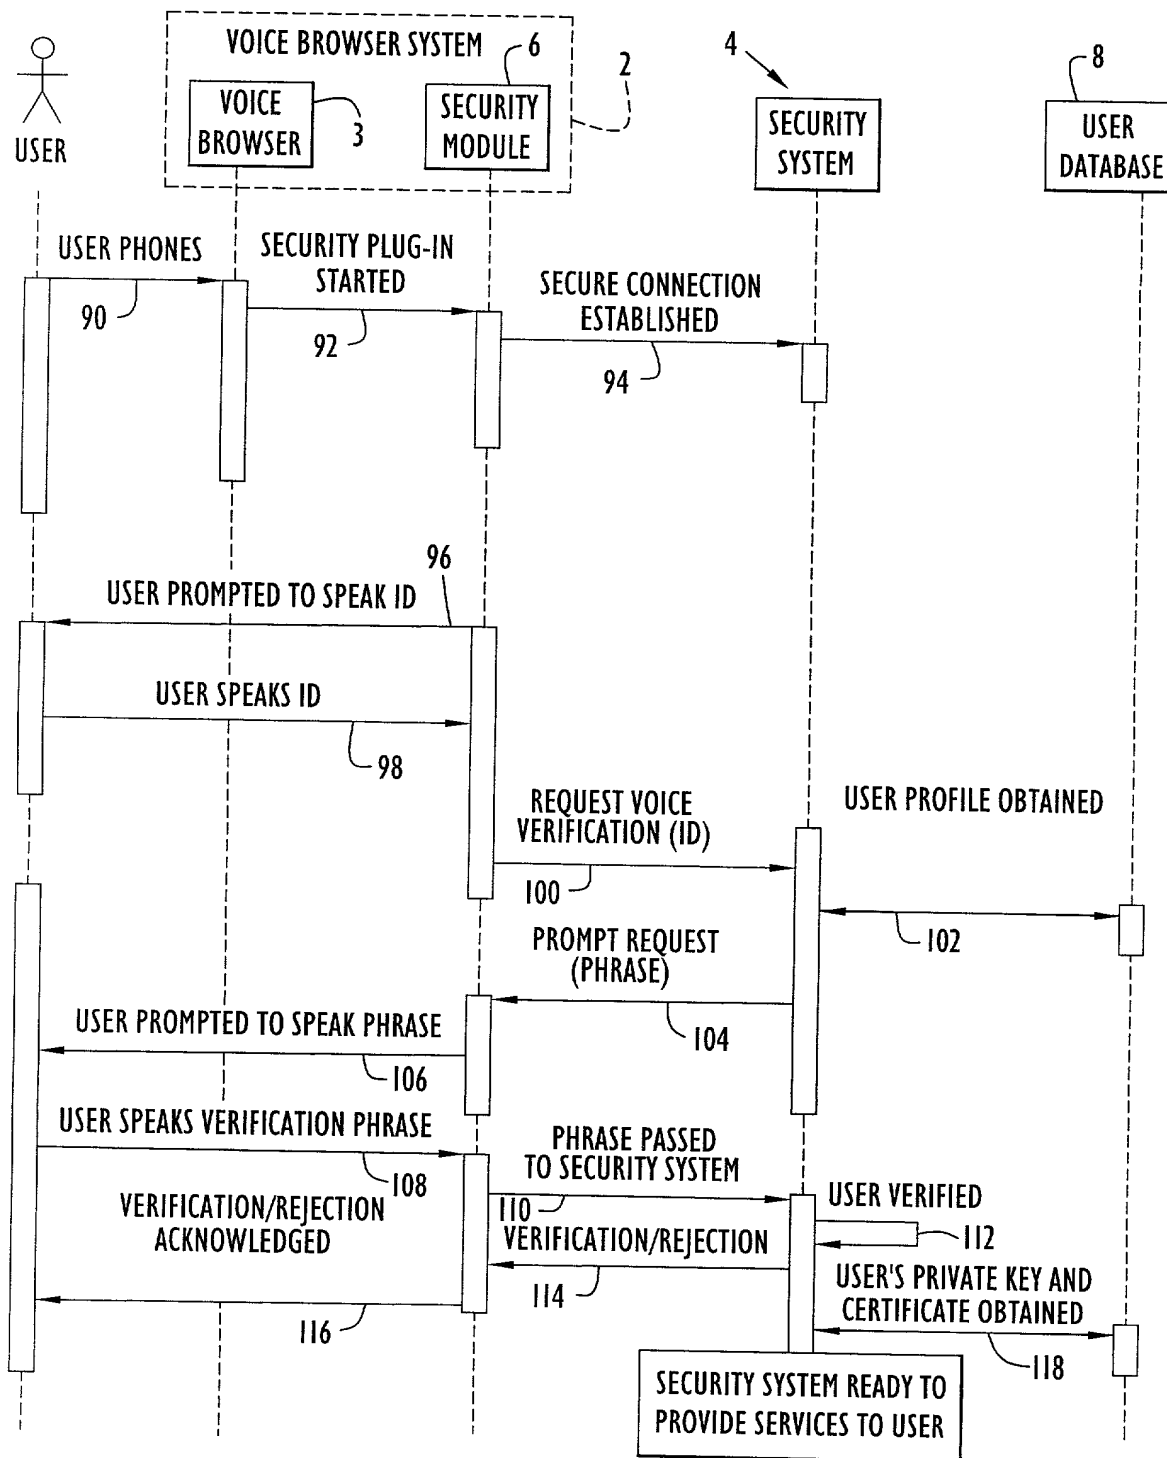 VOICE BROWSER SYSTEM
6
4
8
2
VOICE
BROWSER
3
SECURITY
MODULE
SECURITY
SYSTEM
USER
DATABASE
USER
USER PHONES
90
SECURITY PLUG-IN
STARTED
92
SECURE CONNECTION
ESTABLISHED
94
96
USER PROMPTED TO SPEAK ID
USER SPEAKS ID
98
REQUEST VOICE
VERIFICATION (ID)
100
USER PROFILE OBTAINED
102
PROMPT REQUEST
(PHRASE)
104
USER PROMPTED TO SPEAK PHRASE
106
USER SPEAKS VERIFICATION PHRASE
108
PHRASE PASSED
TO SECURITY SYSTEM
110
USER VERIFIED
112
VERIFICATION/REJECTION
114
VERIFICATION/REJECTION
ACKNOWLEDGED
116
USER'S PRIVATE KEY AND
CERTIFICATE OBTAINED
118
SECURITY SYSTEM READY TO
PROVIDE SERVICES TO USER